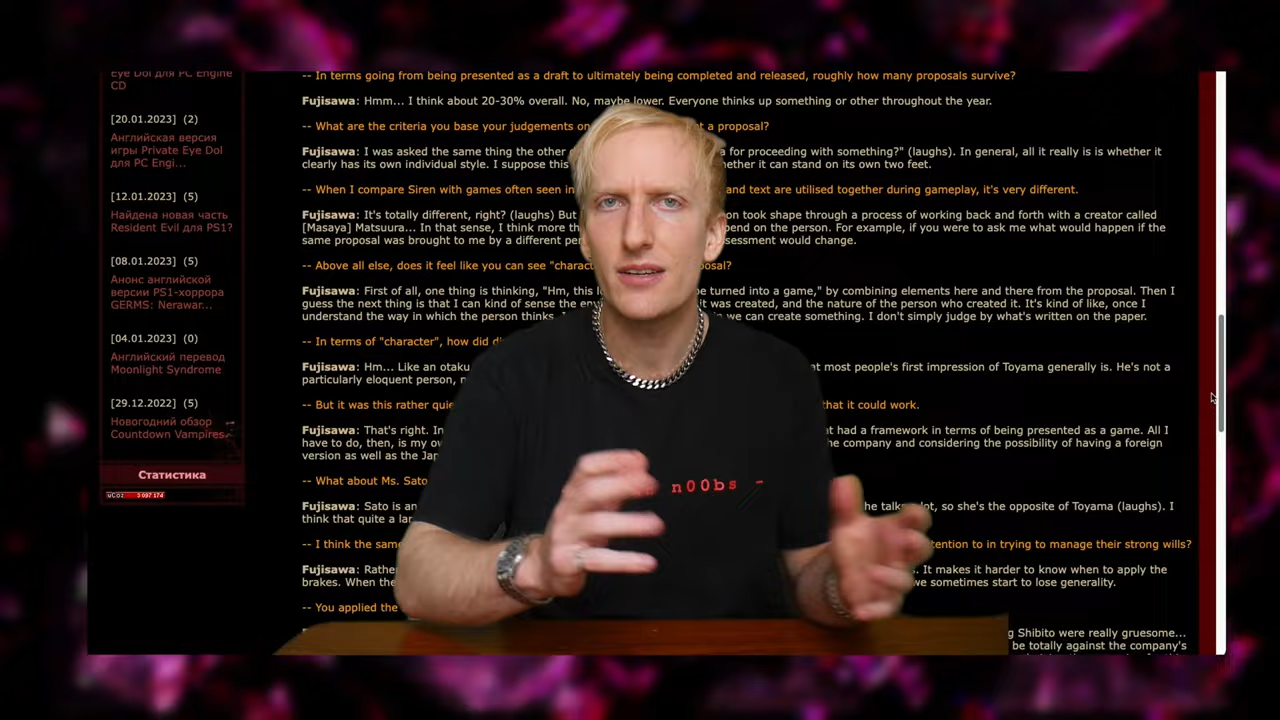 Eye Dol для PC Engine
CD
[20.01.2023] (2)
Английская версия
игры Private Eye Dol
для PC Engi...
[12.01.2023] (5)
Найдена новая часть
Resident Evil для PS1?
[08.01.2023] (5)
Анонс английской
версии PS1-хоррора
GERMS: Nerawar...
[04.01.2023] (0)
Английский перевод
Moonlight Syndrome
[29.12.2022] (5)
Новогодний обзор
Countdown Vampires
Статистика
uCoz 3 097 174
-- In terms going from being presented as a draft to ultimately being completed and released, roughly how many proposals survive?
Fujisawa: Hmm... I think about 20-30% overall. No, maybe lower. Everyone thinks up something or other throughout the year.
-- What are the criteria you base your judgements on t a proposal?
Fujisawa: I was asked the same thing the other a for proceeding with something?" (laughs). In general, all it really is is whether it
clearly has its own individual style. I suppose this hether it can stand on its own two feet.
-- When I compare Siren with games often seen in and text are utilised together during gameplay, it's very different.
Fujisawa: It's totally different, right? (laughs) But on took shape through a process of working back and forth with a creator called
[Masaya] Matsuura... In that sense, I think more th pend on the person. For example, if you were to ask me what would happen if the
same proposal was brought to me by a different per sessment would change.
-- Above all else, does it feel like you can see "charact posal?
Fujisawa: First of all, one thing is thinking, "Hm, this l be turned into a game," by combining elements here and there from the proposal. Then I
guess the next thing is that I can kind of sense the en it was created, and the nature of the person who created it. It's kind of like, once I
understand the way in which the person thinks, I n we can create something. I don't simply judge by what's written on the paper.
-- In terms of "character", how did di
Fujisawa: Hm... Like an otaku at most people's first impression of Toyama generally is. He's not a
particularly eloquent person, n
-- But it was this rather quie that it could work.
Fujisawa: That's right. In at had a framework in terms of being presented as a game. All I
have to do, then, is my ow he company and considering the possibility of having a foreign
version as well as the Jap
-- What about Ms. Sato
Fujisawa: Sato is an he talks lot, so she's the opposite of Toyama (laughs). I
think that quite a lar
-- I think the same tention to in trying to manage their strong wills?
Fujisawa: Rathe . It makes it harder to know when to apply the
brakes. When the we sometimes start to lose generality.
-- You applied the
g Shibito were really gruesome...
be totally against the company's
n00bs -